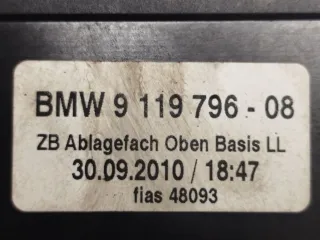 BMW 9 119 796 - 08
ZB Ablagefach Oben Basis LL
30.09.2010 / 18:47
fias 48093